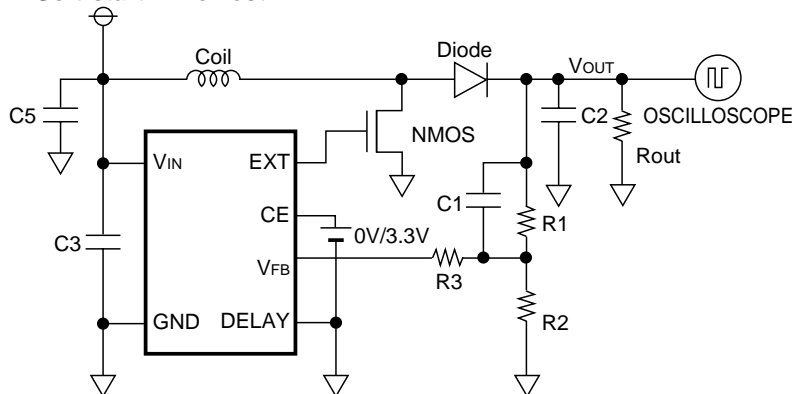 Coil
Diode
VOUT
C5
C2
OSCILLOSCOPE
NMOS
Rout
VIN
EXT
C1
CE
R1
C3
0V/3.3V
VFB
R3
GND
DELAY
R2